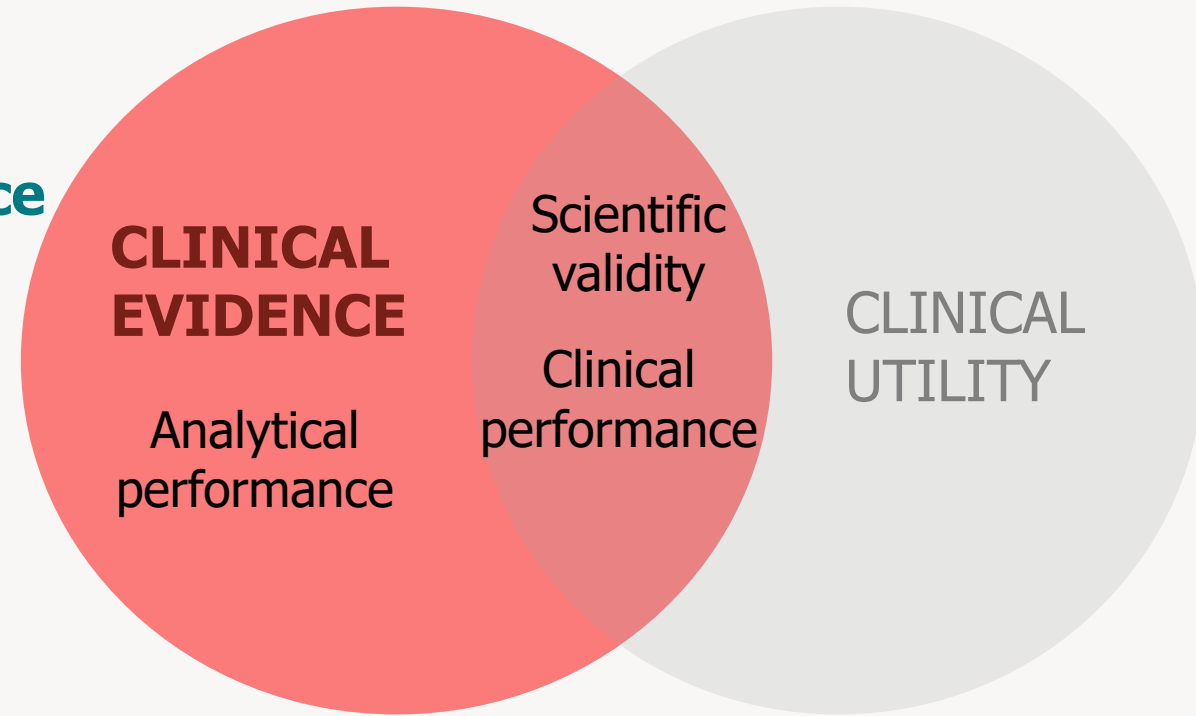 CLINICAL
EVIDENCE
Analytical
performance
Scientific
validity
Clinical
performance
CLINICAL
UTILITY